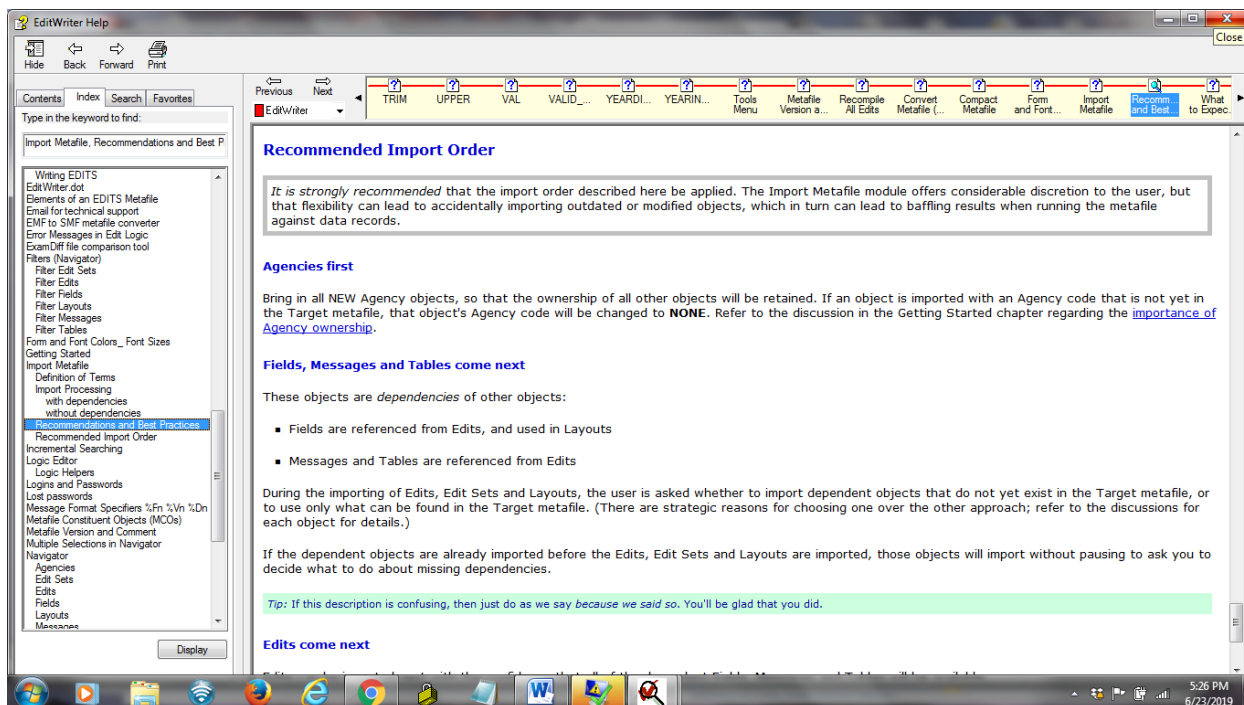 EditWriter Help
Close
Hide Back Forward Print
Contents Index Search Favorites
Type in the keyword to find:
Import Metafile, Recommendations and Best P
Writing EDITS
EditWriter.dot
Elements of an EDITS Metafile
Email for technical support
EMF to SMF metafile converter
Error Messages in Edit Logic
ExamDiff file comparison tool
Filters (Navigator)
Filter Edit Sets
Filter Edits
Filter Fields
Filter Layouts
Filter Messages
Filter Tables
Form and Font Colors_ Font Sizes
Getting Started
Import Metafile
Definition of Terms
Import Processing
with dependencies
without dependencies
Recommendations and Best Practices
Recommended Import Order
Incremental Searching
Logic Editor
Logic Helpers
Logins and Passwords
Lost passwords
Message Format Specifiers %Fn %Vn %Dn
Metafile Constituent Objects (MCOs)
Metafile Version and Comment
Multiple Selections in Navigator
Navigator
Agencies
Edit Sets
Edits
Fields
Layouts
Messages
Display
Previous Next
EditWriter
TRIM UPPER VAL VALID_... YEARDI... YEARIN... Tools Menu Metafile Version a... Recompile All Edits Convert Metafile (... Compact Metafile Form and Font... Import Metafile Recomm... and Best... What to Expec.
Recommended Import Order
It is strongly recommended that the import order described here be applied. The Import Metafile module offers considerable discretion to the user, but
that flexibility can lead to accidentally importing outdated or modified objects, which in turn can lead to baffling results when running the metafile
against data records.
Agencies first
Bring in all NEW Agency objects, so that the ownership of all other objects will be retained. If an object is imported with an Agency code that is not yet in
the Target metafile, that object's Agency code will be changed to NONE. Refer to the discussion in the Getting Started chapter regarding the importance of
Agency ownership.
Fields, Messages and Tables come next
These objects are dependencies of other objects:
▪ Fields are referenced from Edits, and used in Layouts
▪ Messages and Tables are referenced from Edits
During the importing of Edits, Edit Sets and Layouts, the user is asked whether to import dependent objects that do not yet exist in the Target metafile, or
to use only what can be found in the Target metafile. (There are strategic reasons for choosing one over the other approach; refer to the discussions for
each object for details.)
If the dependent objects are already imported before the Edits, Edit Sets and Layouts are imported, those objects will import without pausing to ask you to
decide what to do about missing dependencies.
Tip: If this description is confusing, then just do as we say because we said so. You'll be glad that you did.
Edits come next
5:26 PM
6/23/2019